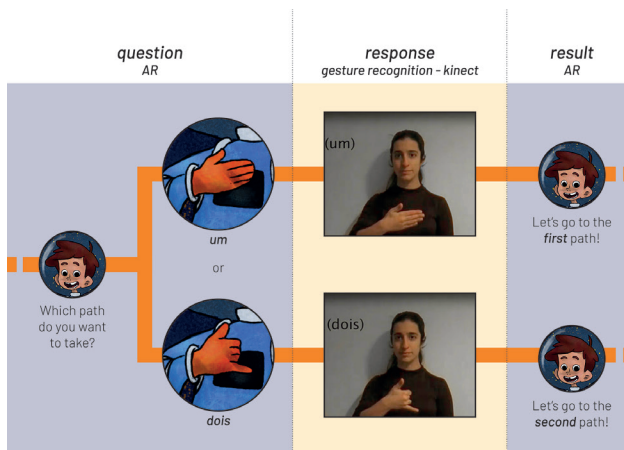 question
AR
response
gesture recognition - kinect
result
AR
um
or
dois
Which path
do you want
to take?
(um)
(dois)
Let's go to the
first path!
Let's go to the
second path!